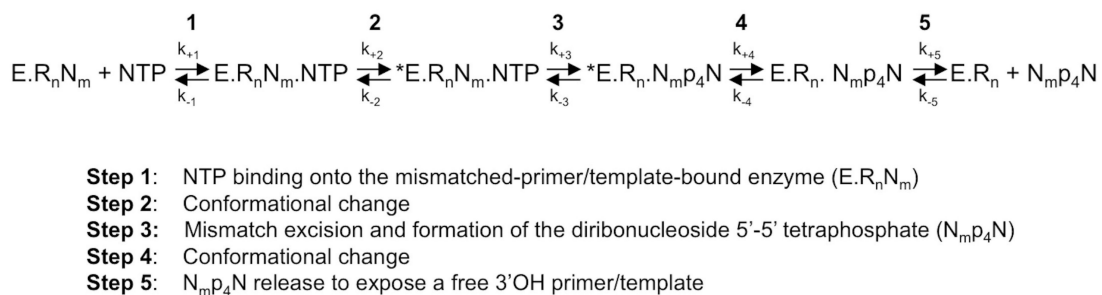 1 2 3 4 5
k+1 k+2 k+3 k+4 k+5
E.RnNm + NTP E.RnNm.NTP *E.RnNm.NTP *E.Rn.Nmp4N E.Rn. Nmp4N E.Rn + Nmp4N
k-1 k-2 k-3 k-4 k-5
Step 1: NTP binding onto the mismatched-primer/template-bound enzyme (E.RnNm)
Step 2: Conformational change
Step 3: Mismatch excision and formation of the diribonucleoside 5'-5' tetraphosphate (Nmp4N)
Step 4: Conformational change
Step 5: Nmp4N release to expose a free 3'OH primer/template